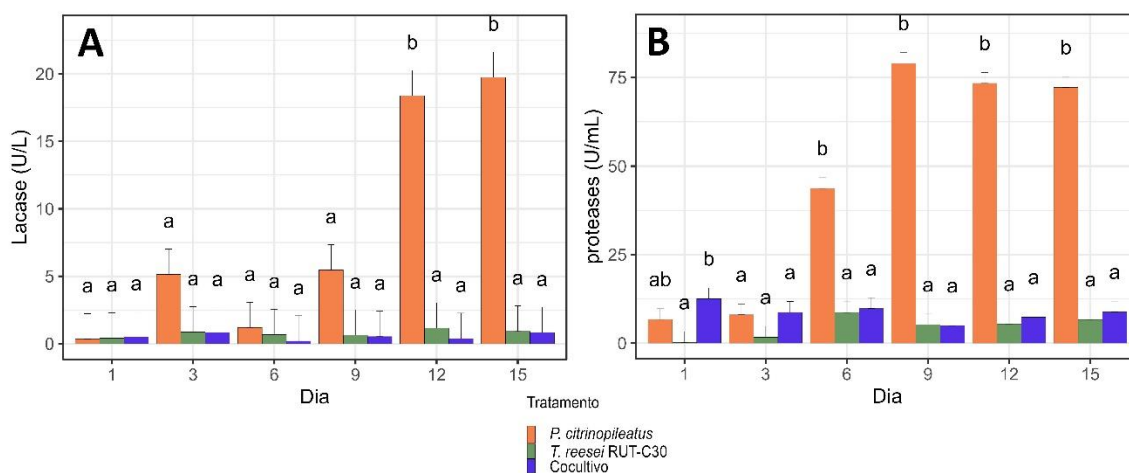 A
Lacase (U/L)
20
15
10
5
0
a a a
a a a
a a a
a a a
b a a
b a a
1 3 6 9 12 15
Dia
B
proteases (U/mL)
75
50
25
0
ab a b
a a a
b a a
b a a
b a a
b a a
1 3 6 9 12 15
Dia
Tratamento
P. citrinopileatus
T. reesei RUT-C30
Cocultivo